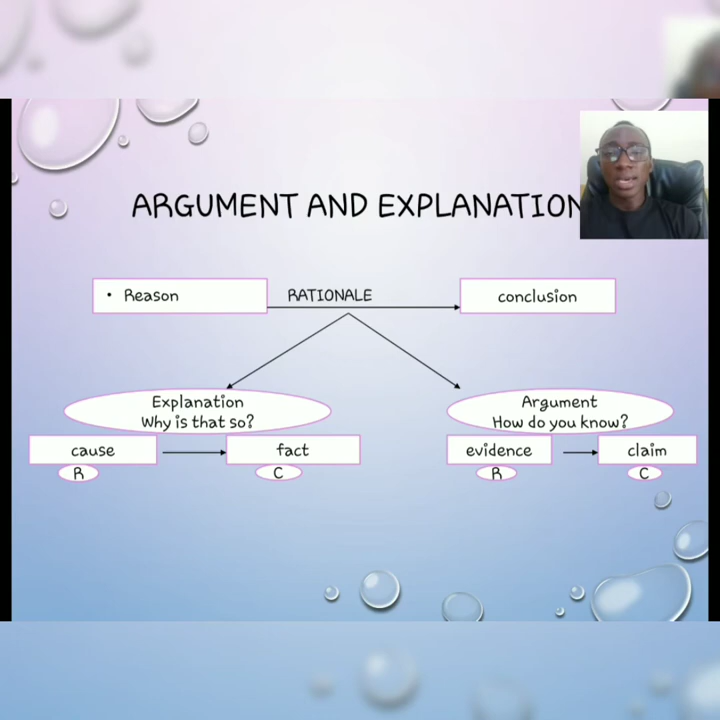 ARGUMENT AND EXPLANATION
• Reason
RATIONALE
conclusion
Explanation
Why is that so?
Argument
How do you know?
cause
fact
evidence
claim
R
C
R
C